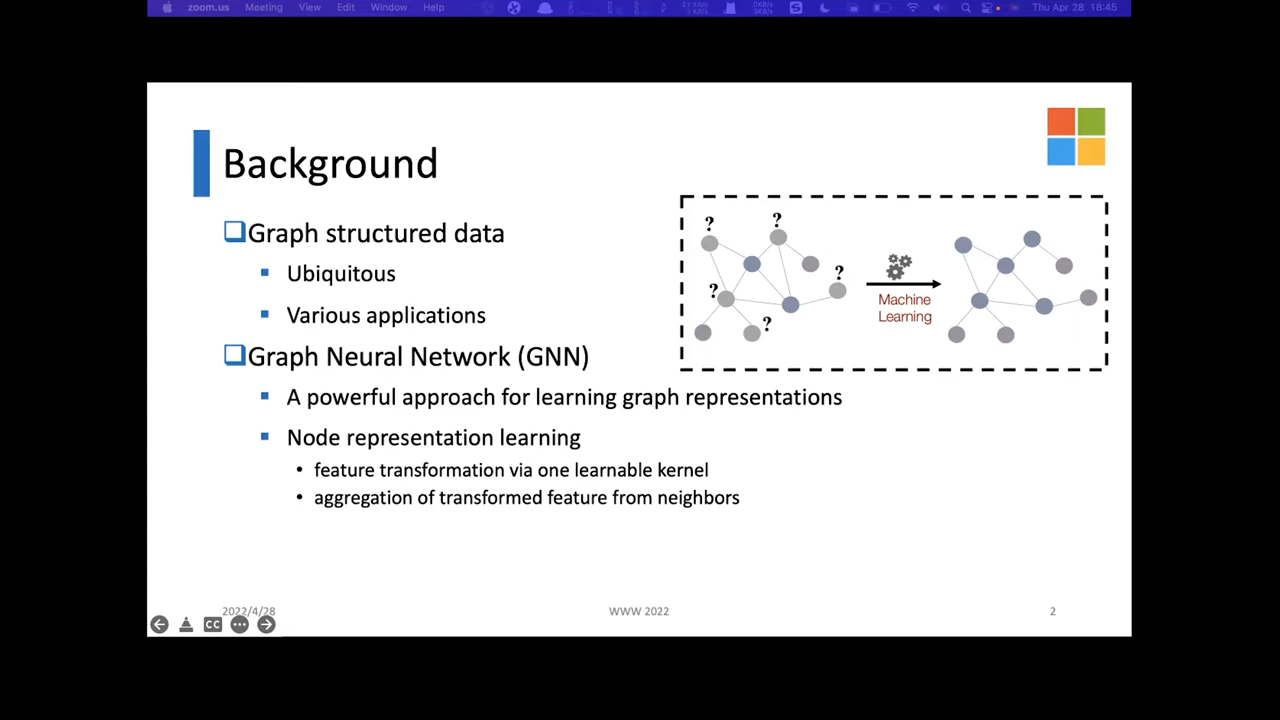 zoom.us Meeting View Edit Window Help Thu Apr 28 18:45
Background
Graph structured data
Ubiquitous
Various applications
? ? ? ? ?
Machine
Learning
Graph Neural Network (GNN)
A powerful approach for learning graph representations
Node representation learning
feature transformation via one learnable kernel
aggregation of transformed feature from neighbors
2022/4/28 WWW 2022 2
CC